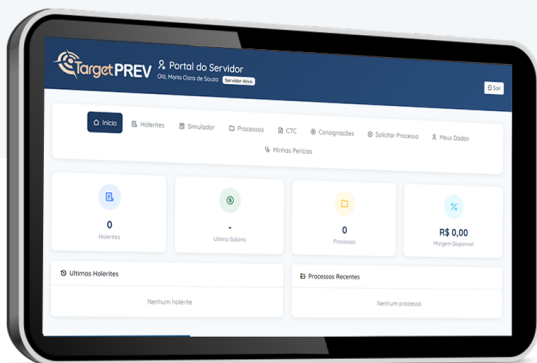 TargetPREV
Portal do Servidor
Olá, Maria Clara de Souza Servidor Ativo
Sair
Início Holerites Simulador Processos CTC Consignações Solicitar Processo Meus Dados
Minhas Perícias
0
Holerites
-
Último Salário
0
Processos
R$ 0,00
Margem Disponível
Últimos Holerites
Nenhum holerite
Processos Recentes
Nenhum processo